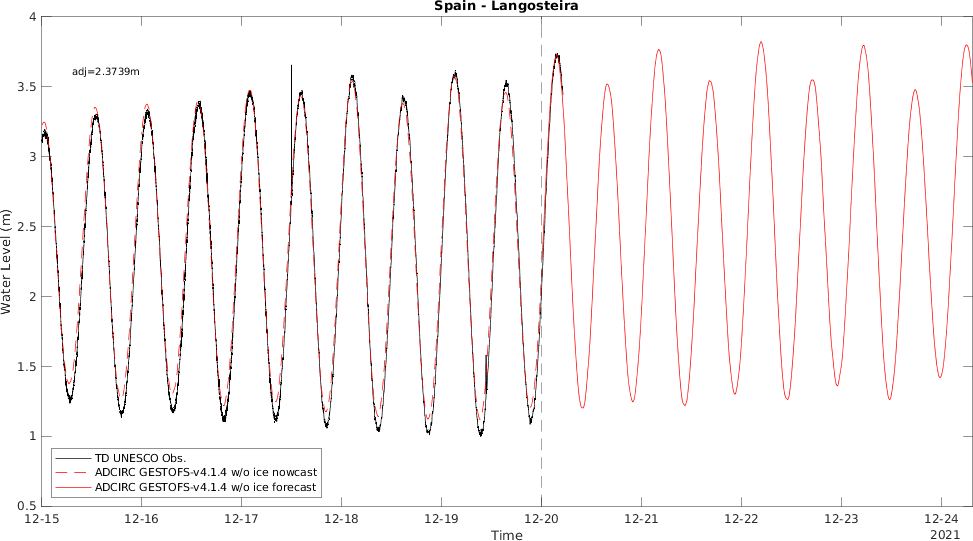 Spain - Langosteira
4
3.5
3
2.5
2
1.5
1
0.5
Water Level (m)
adj=2.3739m
TD UNESCO Obs.
ADCIRC GESTOFS-v4.1.4 w/o ice nowcast
ADCIRC GESTOFS-v4.1.4 w/o ice forecast
12-15 12-16 12-17 12-18 12-19 12-20 12-21 12-22 12-23 12-24
Time
2021